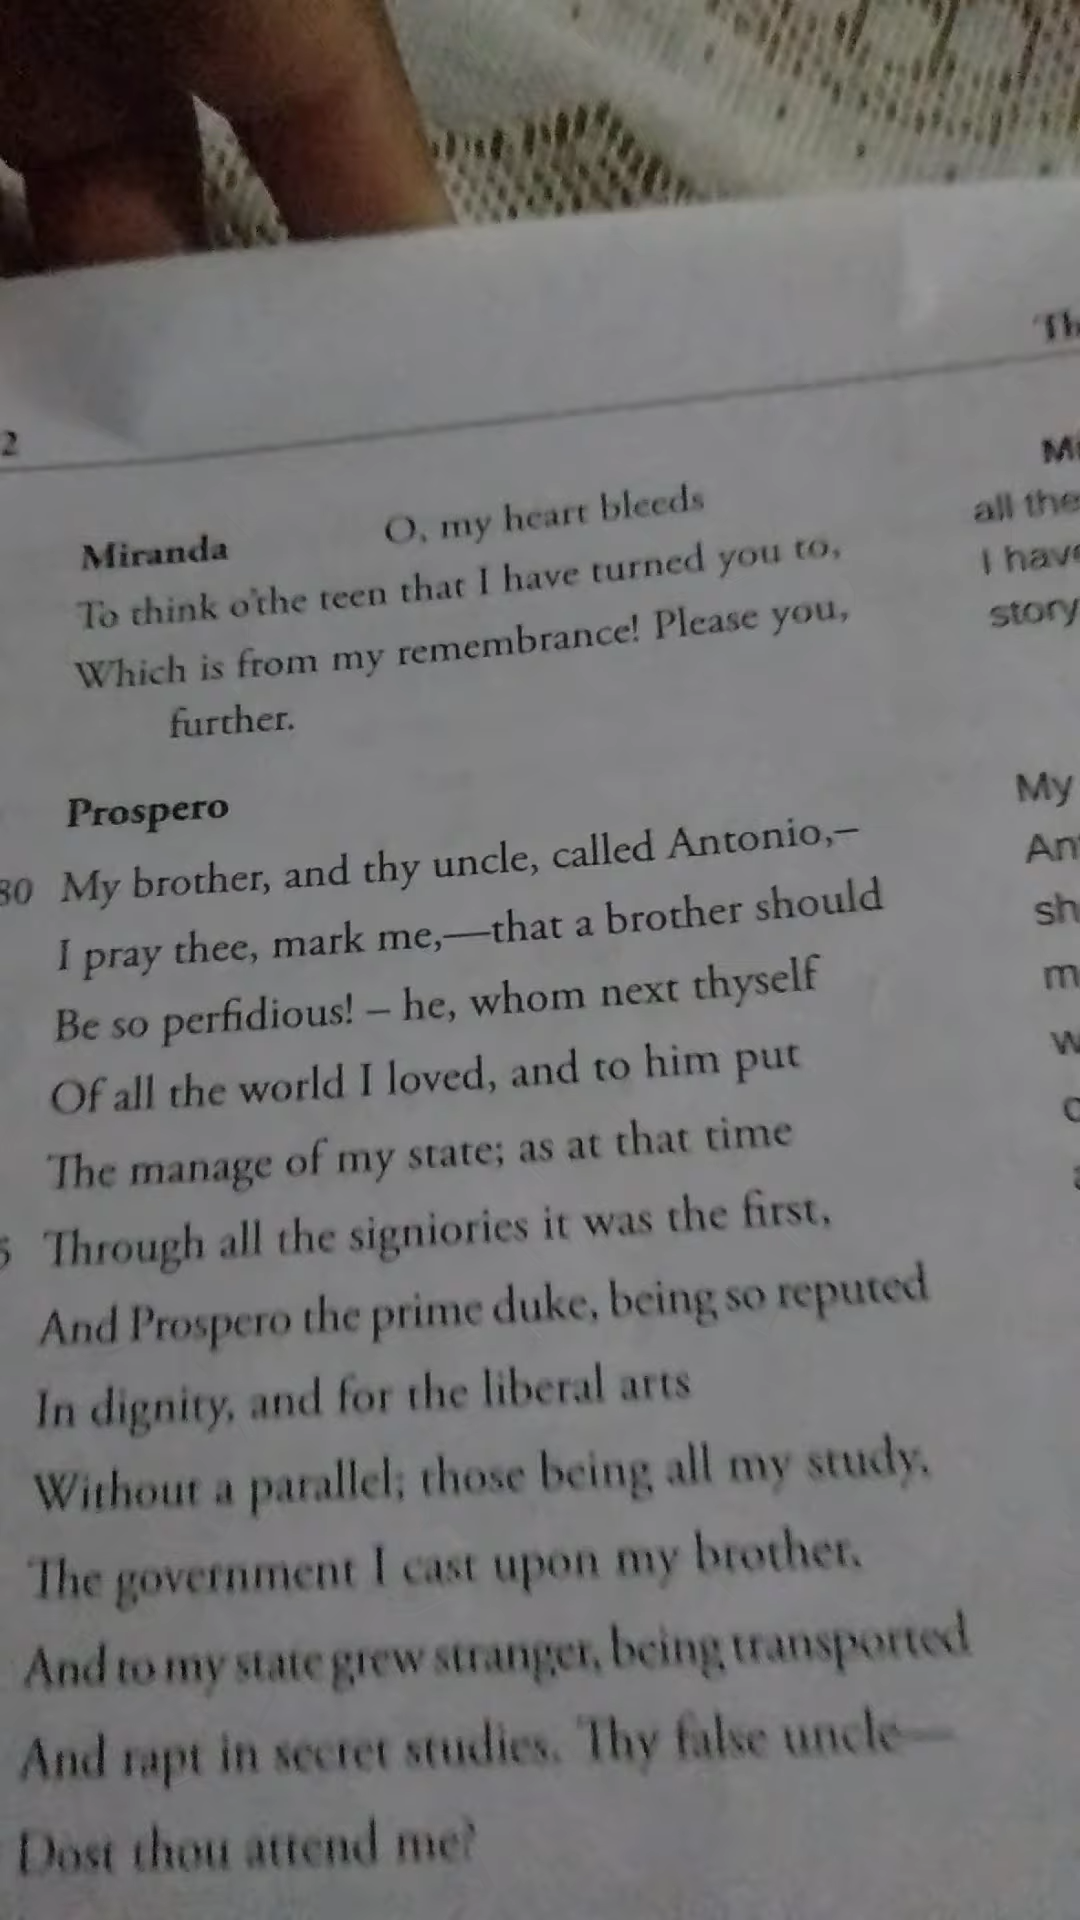 2
Th
Miranda O, my heart bleeds
To think o'the teen that I have turned you to,
Which is from my remembrance! Please you,
further.
Prospero
80 My brother, and thy uncle, called Antonio,–
I pray thee, mark me,—that a brother should
Be so perfidious! – he, whom next thyself
Of all the world I loved, and to him put
The manage of my state; as at that time
5 Through all the signiories it was the first,
And Prospero the prime duke, being so reputed
In dignity, and for the liberal arts
Without a parallel; those being all my study,
The government I cast upon my brother,
And to my state grew stranger, being transported
And rapt in secret studies. Thy false uncle—
Dost thou attend me?
all the
I have
story
My